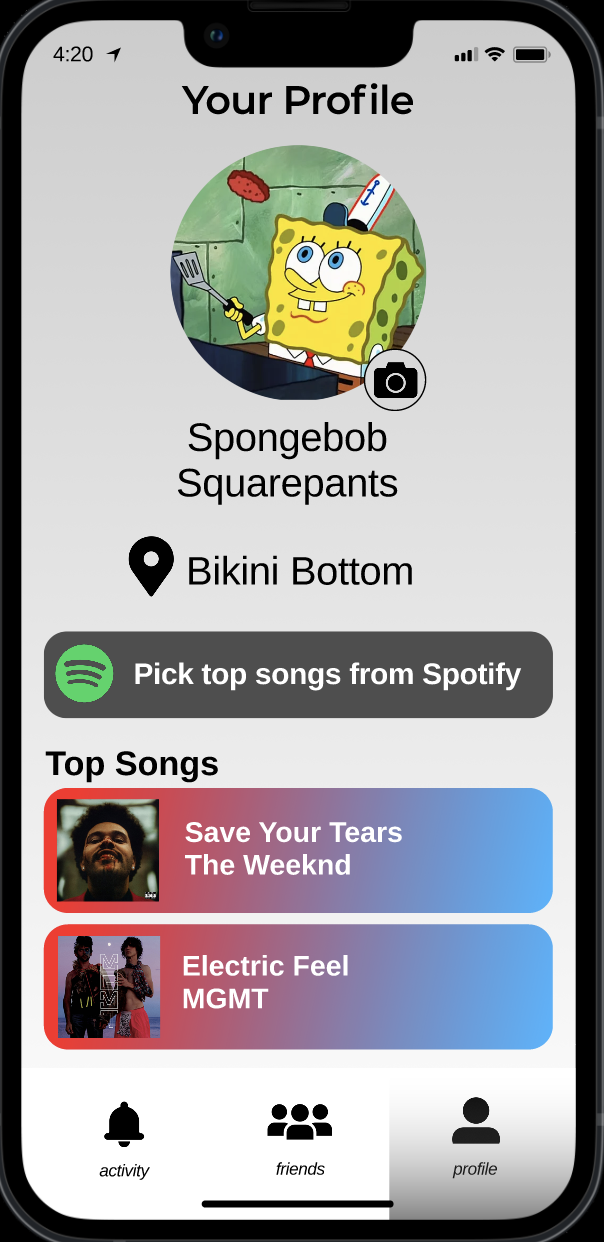 4:20
Your Profile
Spongebob
Squarepants
Bikini Bottom
Pick top songs from Spotify
Top Songs
Save Your Tears
The Weeknd
Electric Feel
MGMT
activity
friends
profile